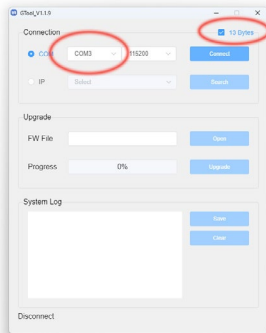 GTool_V1.1.9
Connection
13 Bytes
COM
COM3
115200
Connect
IP
Select
Search
Upgrade
FW File
Open
Progress
0%
Upgrade
System Log
Save
Clear
Disconnect